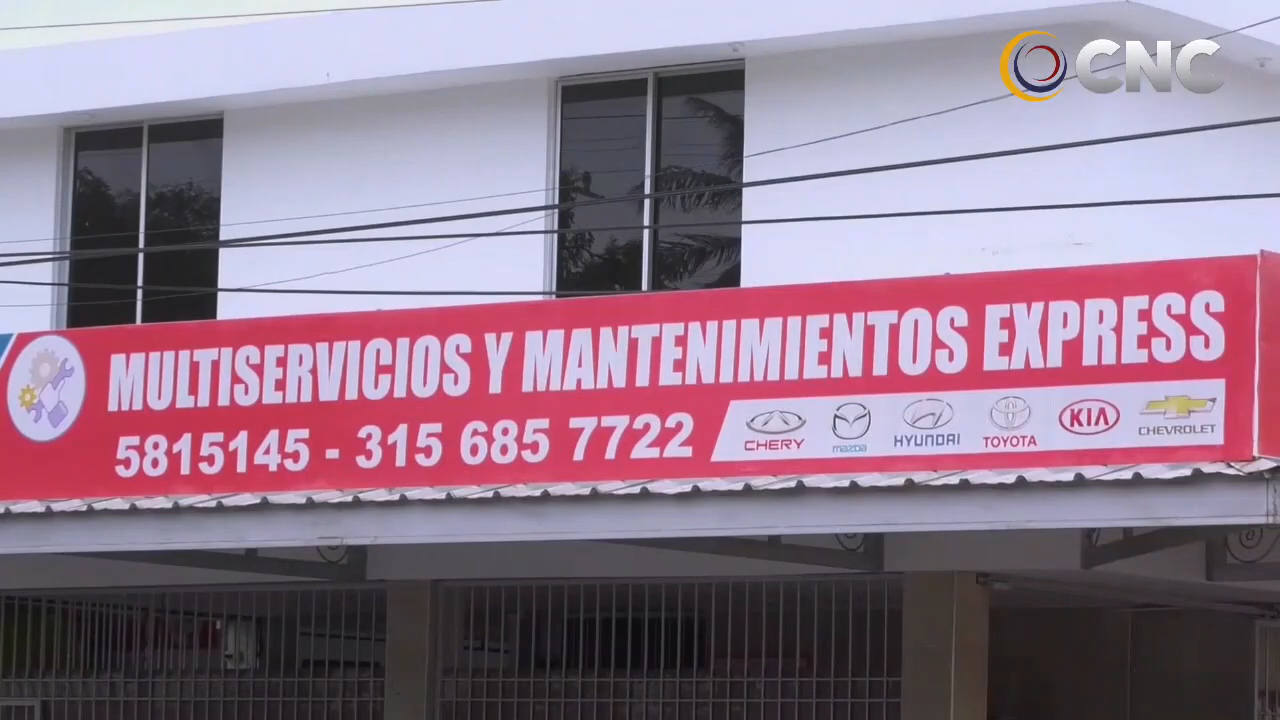 CNC
MULTISERVICIOS Y MANTENIMIENTOS EXPRESS
5815145 - 315 685 7722
CHERY mazda HYUNDAI TOYOTA KIA CHEVROLET